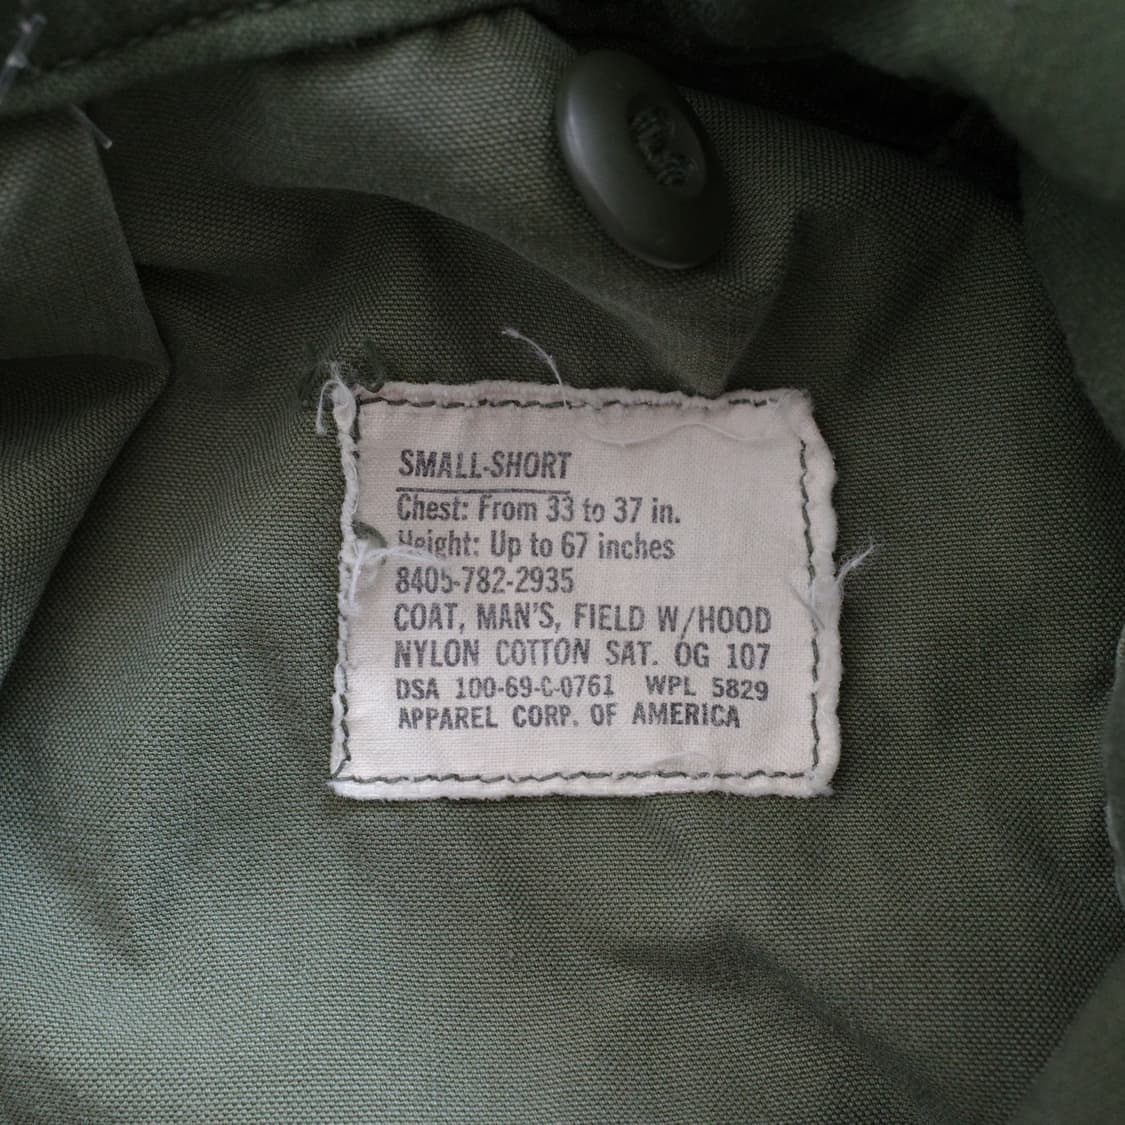 SMALL-SHORT
Chest: From 33 to 37 in.
Height: Up to 67 inches
8405-782-2935
COAT, MAN'S, FIELD W/HOOD
NYLON COTTON SAT. OG 107
DSA 100-69-C-0761 WPL 5829
APPAREL CORP. OF AMERICA